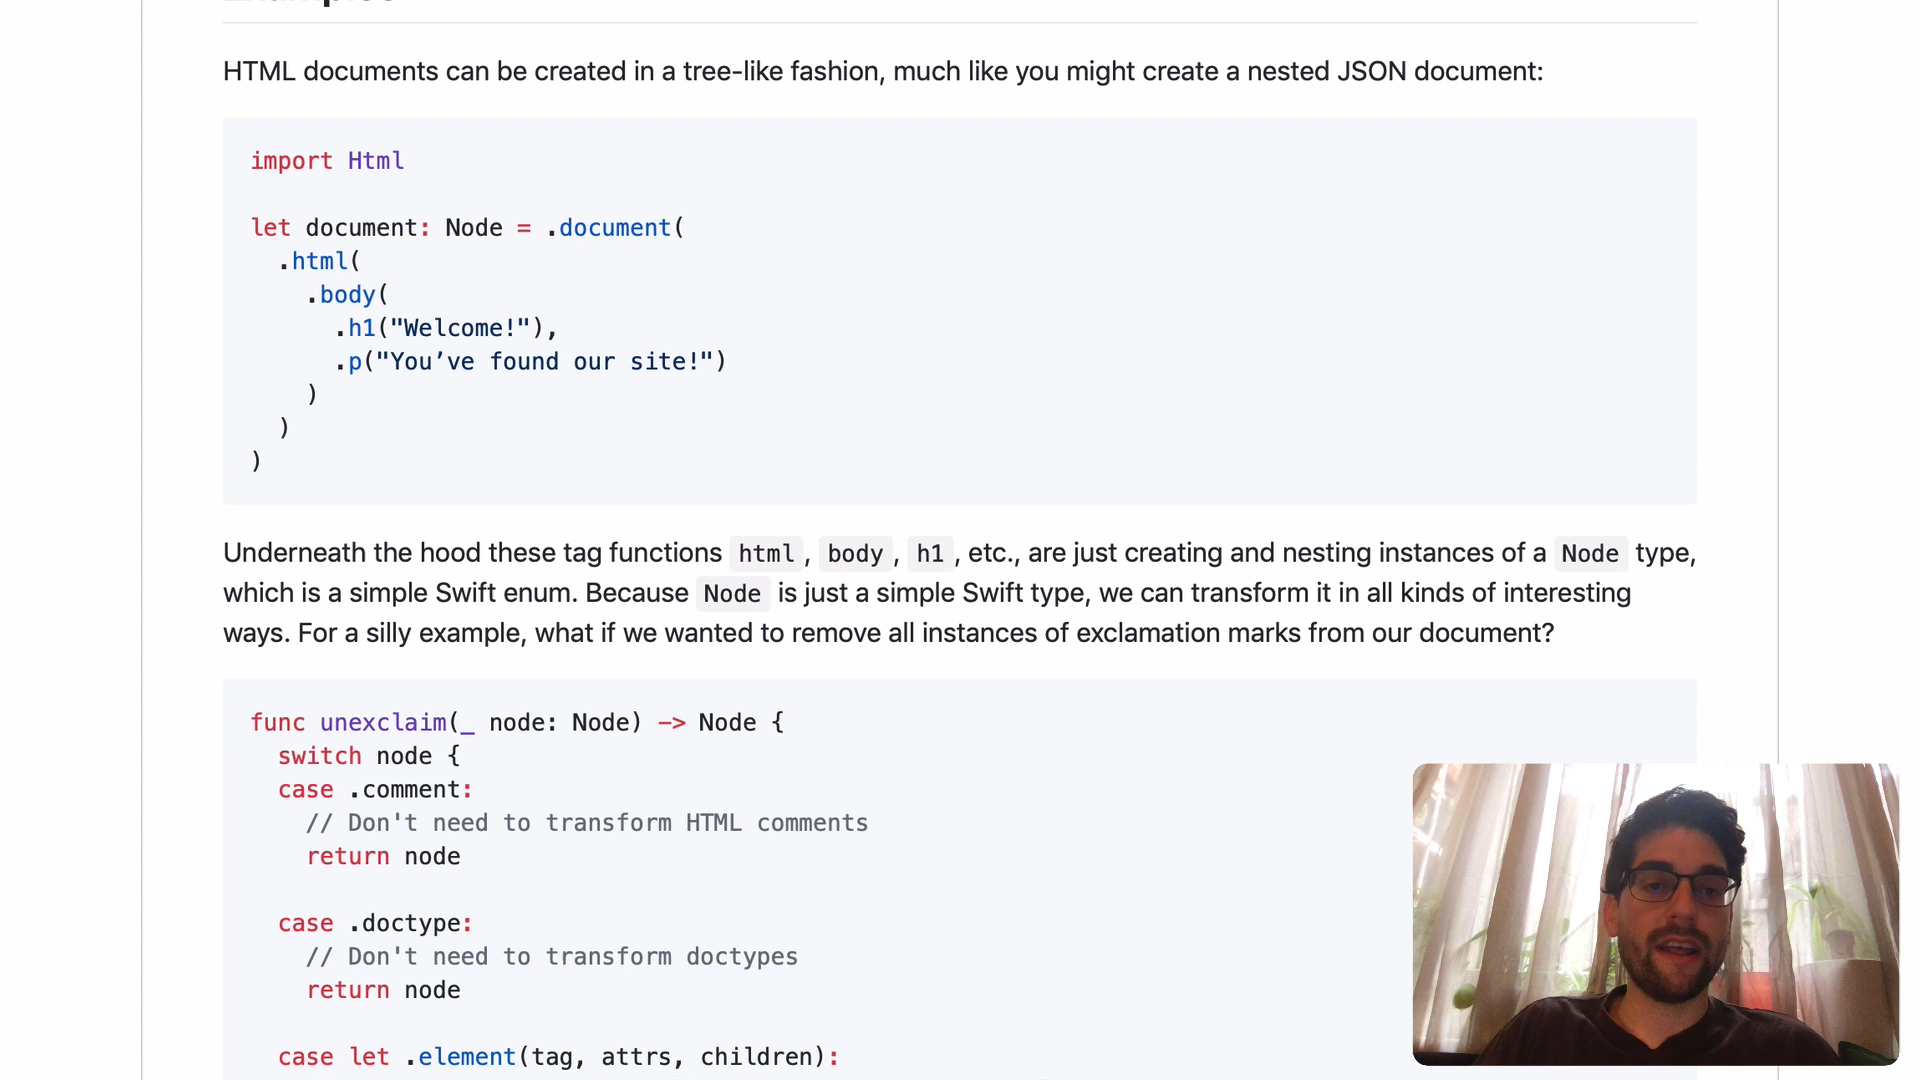 HTML documents can be created in a tree-like fashion, much like you might create a nested JSON document:
import Html
let document: Node = .document(
  .html(
    .body(
      .h1("Welcome!"),
      .p("You’ve found our site!")
    )
  )
)
Underneath the hood these tag functions html, body, h1, etc., are just creating and nesting instances of a Node type,
which is a simple Swift enum. Because Node is just a simple Swift type, we can transform it in all kinds of interesting
ways. For a silly example, what if we wanted to remove all instances of exclamation marks from our document?
func unexclaim(_ node: Node) -> Node {
  switch node {
  case .comment:
    // Don't need to transform HTML comments
    return node
  case .doctype:
    // Don't need to transform doctypes
    return node
  case let .element(tag, attrs, children):